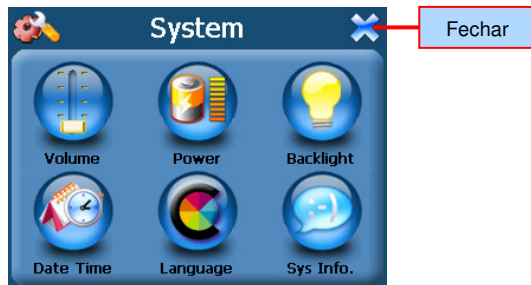 System
Fechar
Volume
Power
Backlight
Date Time
Language
Sys Info.